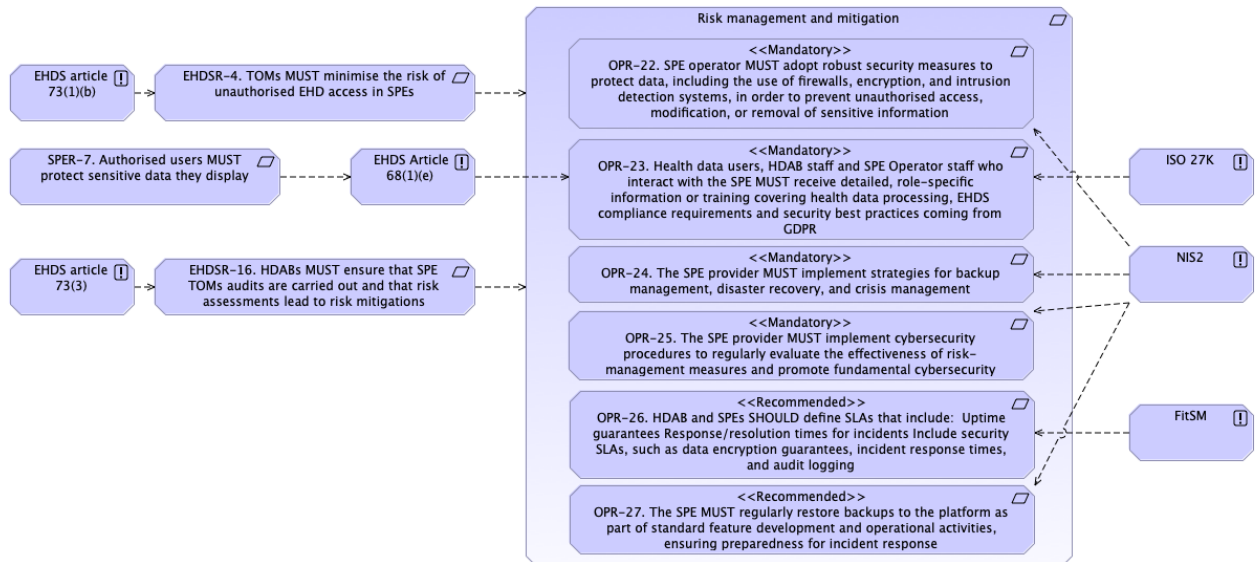 Risk management and mitigation
EHDS article
73(1)(b)
EHDSR-4. TOMs MUST minimise the risk of
unauthorised EHD access in SPEs
SPER-7. Authorised users MUST
protect sensitive data they display
EHDS Article
68(1)(e)
EHDS article
73(3)
EHDSR-16. HDABs MUST ensure that SPE
TOMs audits are carried out and that risk
assessments lead to risk mitigations
<<Mandatory>>
OPR-22. SPE operator MUST adopt robust security measures to
protect data, including the use of firewalls, encryption, and intrusion
detection systems, in order to prevent unauthorised access,
modification, or removal of sensitive information
<<Mandatory>>
OPR-23. Health data users, HDAB staff and SPE Operator staff who
interact with the SPE MUST receive detailed, role-specific
information or training covering health data processing, EHDS
compliance requirements and security best practices coming from
GDPR
<<Mandatory>>
OPR-24. The SPE provider MUST implement strategies for backup
management, disaster recovery, and crisis management
<<Mandatory>>
OPR-25. The SPE provider MUST implement cybersecurity
procedures to regularly evaluate the effectiveness of risk-
management measures and promote fundamental cybersecurity
<<Recommended>>
OPR-26. HDAB and SPEs SHOULD define SLAs that include:  Uptime
guarantees Response/resolution times for incidents Include security
SLAs, such as data encryption guarantees, incident response times,
and audit logging
<<Recommended>>
OPR-27. The SPE MUST regularly restore backups to the platform as
part of standard feature development and operational activities,
ensuring preparedness for incident response
ISO 27K
NIS2
FitSM